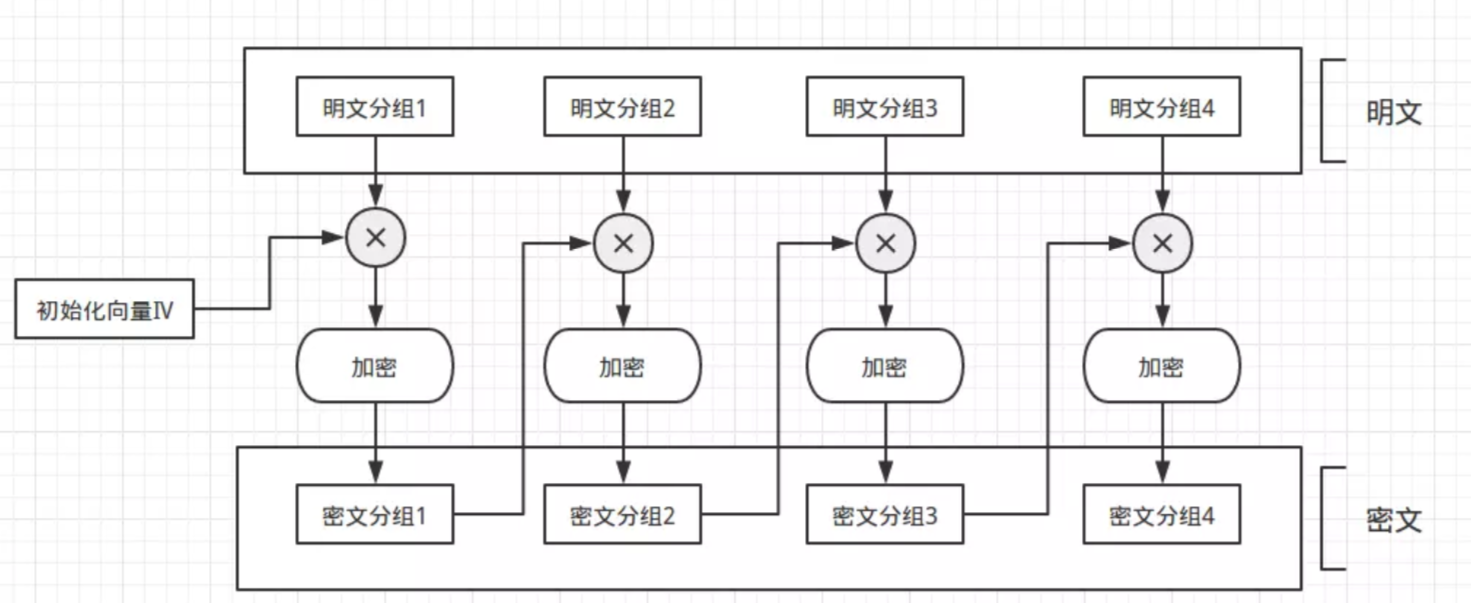 明文分组1
明文分组2
明文分组3
明文分组4
明文
初始化向量IV
加密
加密
加密
加密
密文分组1
密文分组2
密文分组3
密文分组4
密文